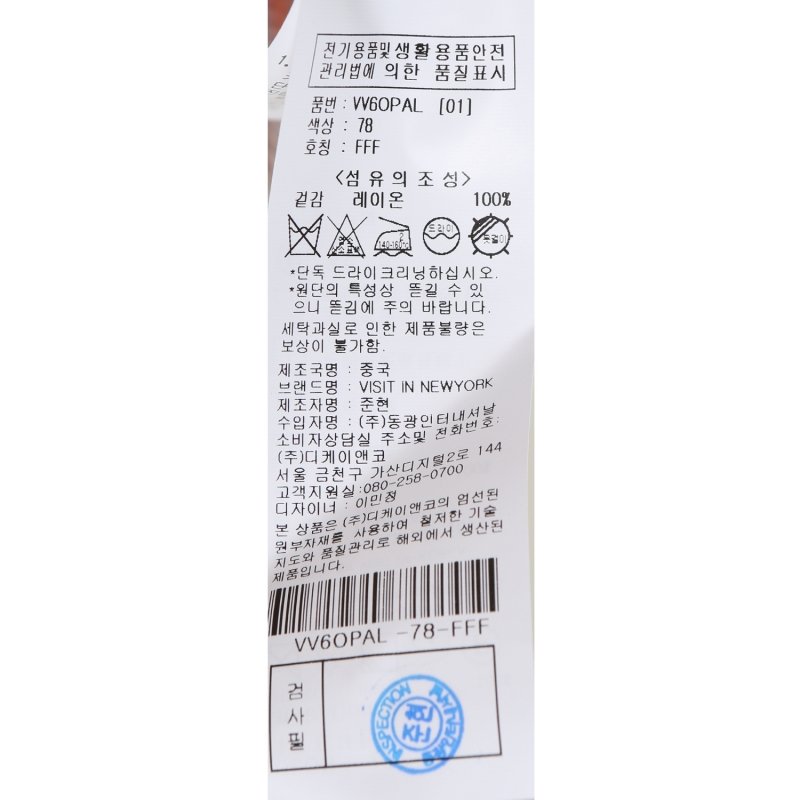 전기용품및생활용품안전
관리법에 의한 품질표시
품번 : VV6OPAL [01]
색상 : 78
호칭 : FFF
<섬유의조성>
겉감 레이온 100%
140-160℃
드라이
옷걸이
*단독 드라이크리닝하십시오.
*원단의 특성상 뜯길 수 있
으니 뜯김에 주의 바랍니다.
세탁과실로 인한 제품불량은
보상이 불가함.
제조국명 : 중국
브랜드명 : VISIT IN NEWYORK
제조자명 : 준현
수입자명 : (주)동광인터내셔날
소비자상담실 주소및 전화번호:
(주)디케이앤코
서울 금천구 가산디지털2로 144
고객지원실:080-258-0700
디자이너 : 이민정
본 상품은 (주)디케이앤코의 엄선된
원부자재를 사용하여 철저한 기술
지도와 품질관리로 해외에서 생산된
제품입니다.
VV6OPAL -78-FFF
검사필
INSPECTION
준현